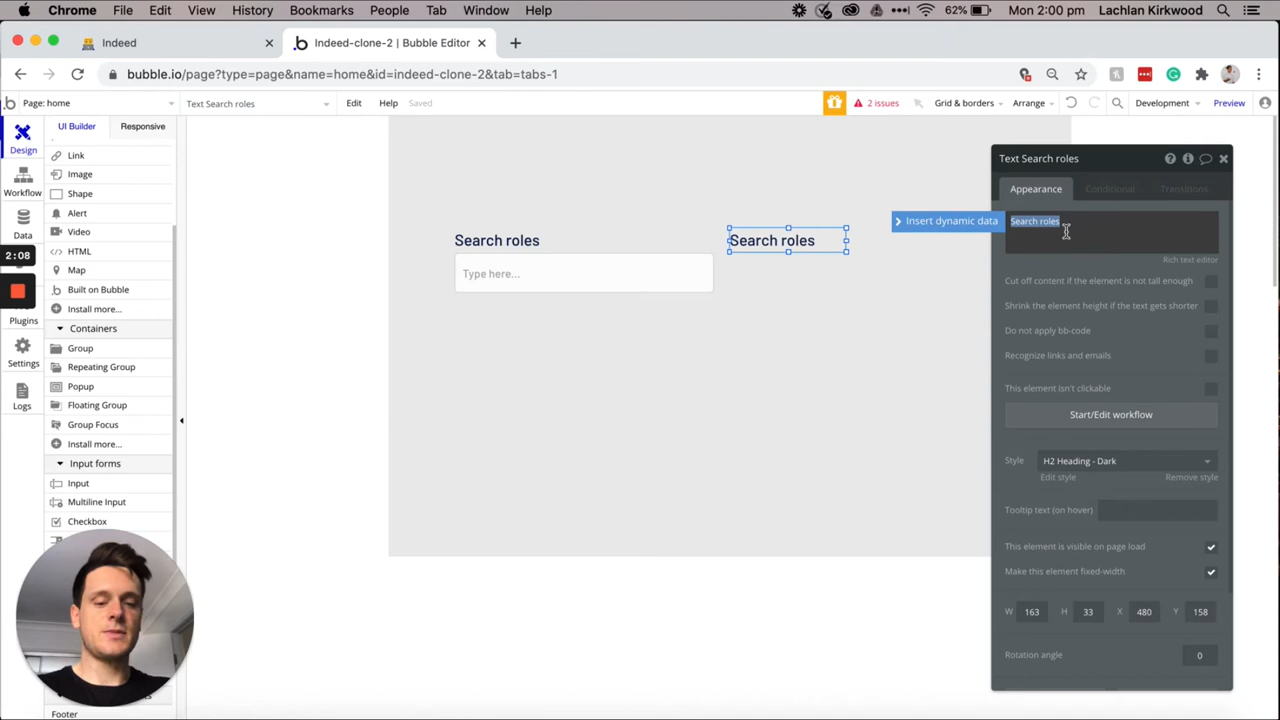 Chrome File Edit View History Bookmarks People Tab Window Help 62% Mon 2:00 pm Lachlan Kirkwood
Indeed
Indeed-clone-2 | Bubble Editor
bubble.io/page?type=page&name=home&id=indeed-clone-2&tab=tabs-1
Page: home
Text Search roles
Edit
Help
Saved
2 issues
Grid & borders
Arrange
Development
Preview
Design
Workflow
Data
2:08
Plugins
Settings
Logs
UI Builder
Responsive
Link
Image
Shape
Alert
Video
HTML
Map
Built on Bubble
Install more...
Containers
Group
Repeating Group
Popup
Floating Group
Group Focus
Install more...
Input forms
Input
Multiline Input
Checkbox
Footer
Search roles
Type here...
Search roles
Text Search roles
Appearance
Conditional
Transitions
Insert dynamic data
Search roles
Rich text editor
Cut off content if the element is not tall enough
Shrink the element height if the text gets shorter
Do not apply bb-code
Recognize links and emails
This element isn't clickable
Start/Edit workflow
Style H2 Heading - Dark
Edit style Remove style
Tooltip text (on hover)
This element is visible on page load
Make this element fixed-width
W 163 H 33 X 480 Y 158
Rotation angle 0